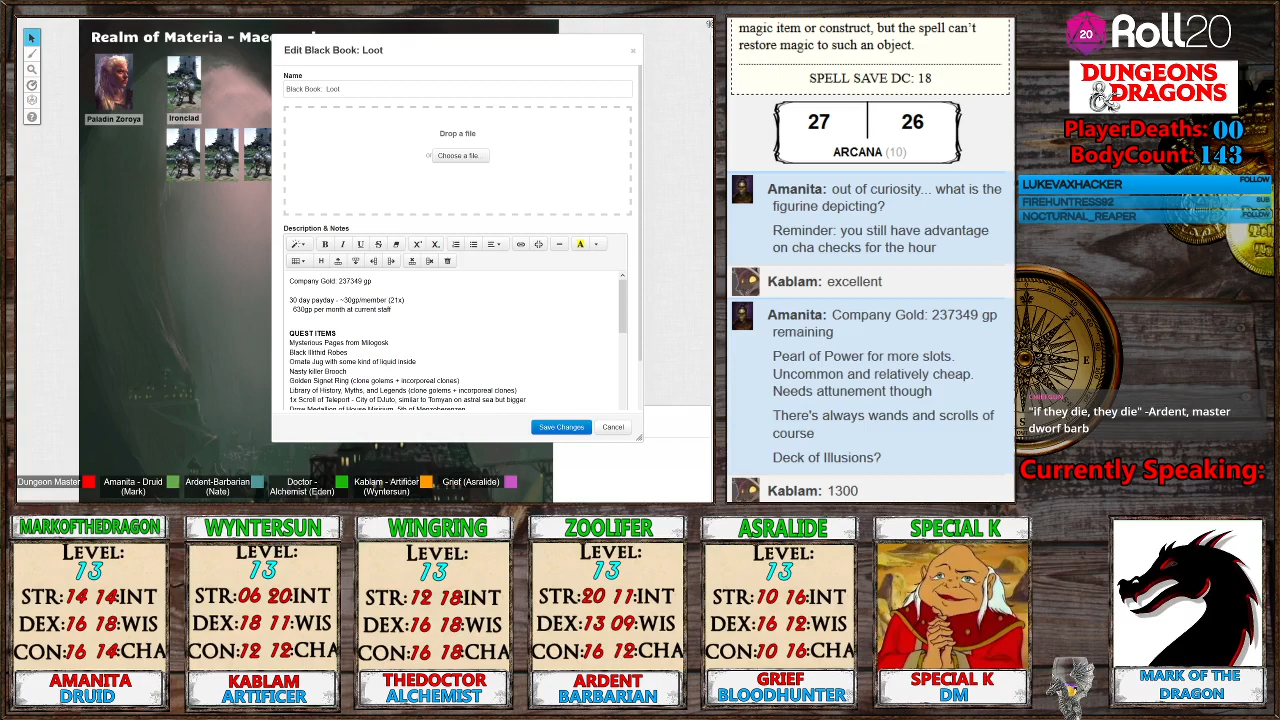 Realm of Materia -
Paladin Zoroya
Ironclad
Edit Black Book: Loot
×
Name
Black Book: Loot
Drop a file
or Choose a file...
Description & Notes
Company Gold: 237349 gp
30 day payday - ~30gp/member (21x)
630gp per month at current staff
QUEST ITEMS
Mysterious Pages from Milogosk
Black Illithid Robes
Ornate Jug with some kind of liquid inside
Nasty killer Brooch
Golden Signet Ring (clone golems + incorporeal clones)
Library of History, Myths, and Legends (clone golems + incorporeal clones)
1x Scroll of Teleport - City of DJuto, similar to Tomyan on astral sea but bigger
Save Changes
Cancel
Dungeon Master
Amanita - Druid
(Mark)
Ardent-Barbarian
(Nate)
Doctor -
Alchemist (Eden)
Kablam - Artificer
(Wyntersun)
Grief (Asralide)
magic item or construct, but the spell can't
restore magic to such an object.
SPELL SAVE DC: 18
27 26
ARCANA (10)
Amanita: out of curiosity... what is the
figurine depicting?
Reminder: you still have advantage
on cha checks for the hour
Kablam: excellent
Amanita: Company Gold: 237349 gp
remaining
Pearl of Power for more slots.
Uncommon and relatively cheap.
Needs attunement though
There's always wands and scrolls of
course
Deck of Illusions?
Kablam: 1300
20 Roll20
DUNGEONS
& DRAGONS
PlayerDeaths: 00
BodyCount: 143
LUKEVAXHACKER FOLLOW
FIREHUNTRESS92 SUB
NOCTURNAL_REAPER FOLLOW
"if they die, they die" -Ardent, master
dworf barb
Currently Speaking:
MARKOFTHEDRAGON
LEVEL:
13
STR: 14 14 :INT
DEX: 16 18 :WIS
CON: 16 14 :CHA
AMANITA
DRUID
WYNTERSUN
LEVEL:
13
STR: 06 20 :INT
DEX: 18 11 :WIS
CON: 12 12 :CHA
KABLAM
ARTIFICER
WINGRING
LEVEL:
13
STR: 12 18 :INT
DEX: 16 18 :WIS
CON: 16 18 :CHA
THEDOCTOR
ALCHEMIST
ZOOLIFER
LEVEL:
13
STR: 20 11 :INT
DEX: 13 09 :WIS
CON: 16 12 :CHA
ARDENT
BARBARIAN
ASRALIDE
LEVEL:
13
STR: 10 16 :INT
DEX: 16 12 :WIS
CON: 10 16 :CHA
GRIEF
BLOODHUNTER
SPECIAL K
SPECIAL K
DM
MARK OF THE
DRAGON